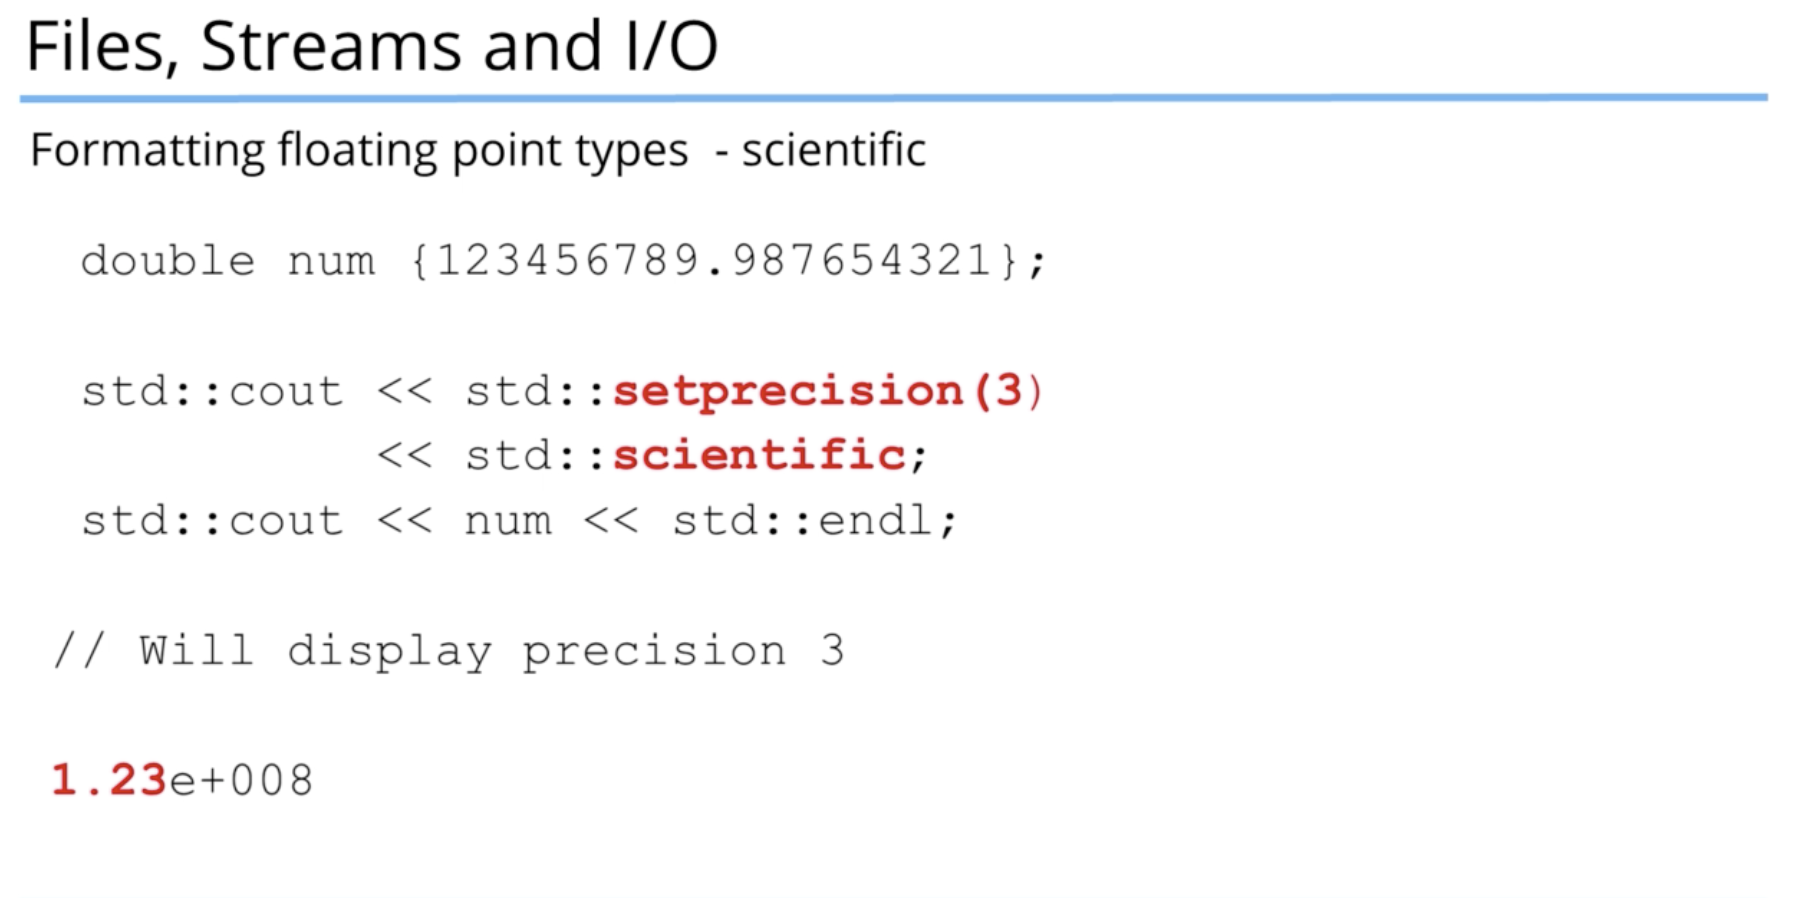 Files, Streams and I/O
Formatting floating point types - scientific
double num {123456789.987654321};
std::cout << std::setprecision(3)
<< std::scientific;
std::cout << num << std::endl;
// Will display precision 3
1.23e+008